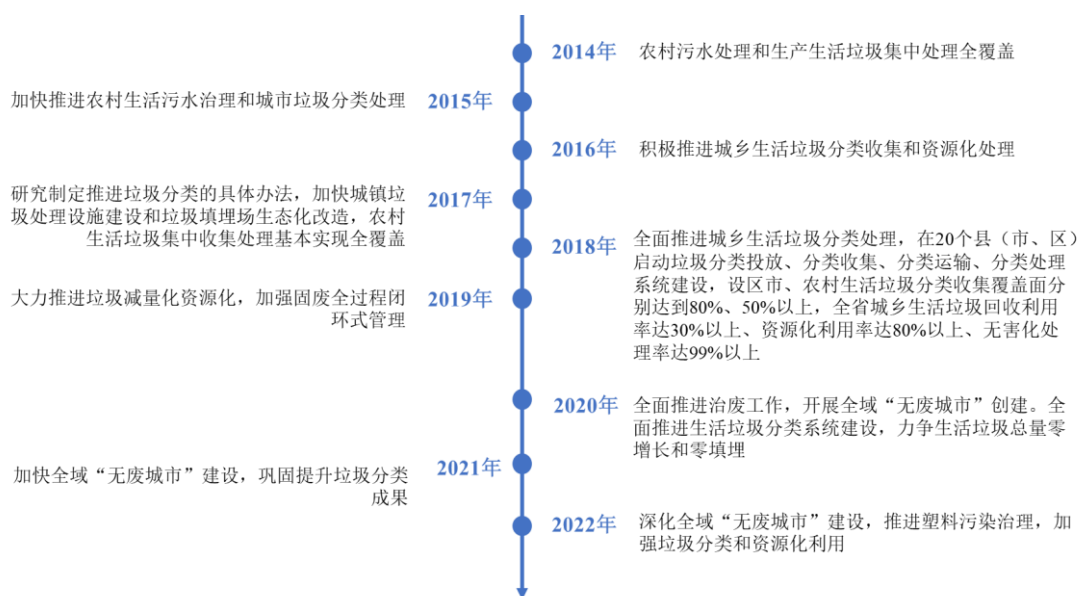 2014年 农村污水处理和生产生活垃圾集中处理全覆盖
加快推进农村生活污水治理和城市垃圾分类处理 2015年
2016年 积极推进城乡生活垃圾分类收集和资源化处理
研究制定推进垃圾分类的具体办法，加快城镇垃
圾处理设施建设和垃圾填埋场生态化改造，农村
生活垃圾集中收集处理基本实现全覆盖
2017年
2018年
全面推进城乡生活垃圾分类处理，在20个县（市、区）
启动垃圾分类投放、分类收集、分类运输、分类处理
系统建设，设区市、农村生活垃圾分类收集覆盖面分
别达到80%、50%以上，全省城乡生活垃圾回收利用
率达30%以上、资源化利用率达80%以上、无害化处
理率达99%以上
大力推进垃圾减量化资源化，加强固废全过程闭
环式管理
2019年
2020年
全面推进治废工作，开展全域“无废城市”创建。全
面推进生活垃圾分类系统建设，力争生活垃圾总量零
增长和零填埋
加快全域“无废城市”建设，巩固提升垃圾分类
成果
2021年
2022年
深化全域“无废城市”建设，推进塑料污染治理，加
强垃圾分类和资源化利用